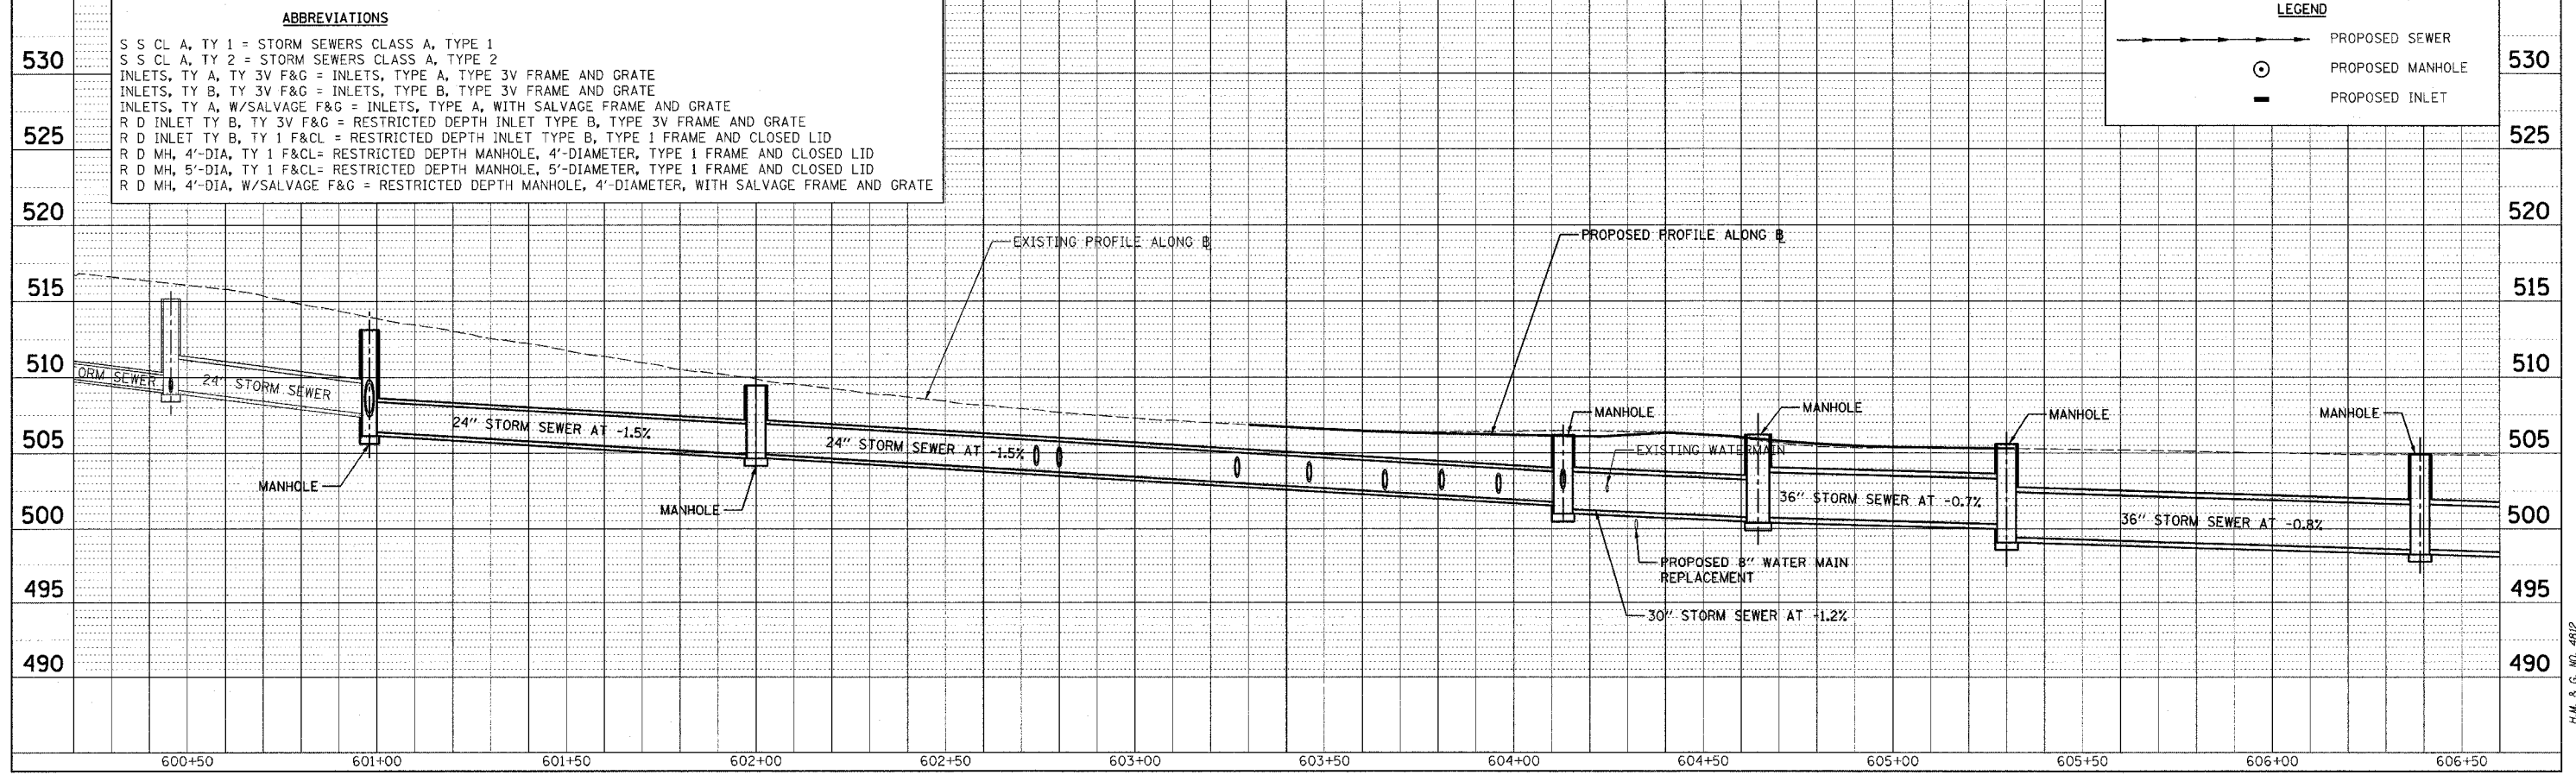 ABBREVIATIONS
S S CL A, TY 1 = STORM SEWERS CLASS A, TYPE 1
S S CL A, TY 2 = STORM SEWERS CLASS A, TYPE 2
INLETS, TY A, TY 3V F&G = INLETS, TYPE A, TYPE 3V FRAME AND GRATE
INLETS, TY B, TY 3V F&G = INLETS, TYPE B, TYPE 3V FRAME AND GRATE
INLETS, TY A, W/SALVAGE F&G = INLETS, TYPE A, WITH SALVAGE FRAME AND GRATE
R D INLET TY B, TY 3V F&G = RESTRICTED DEPTH INLET TYPE B, TYPE 3V FRAME AND GRATE
R D INLET TY B, TY 1 F&CL = RESTRICTED DEPTH INLET TYPE B, TYPE 1 FRAME AND CLOSED LID
R D MH, 4'-DIA, TY 1 F&CL= RESTRICTED DEPTH MANHOLE, 4'-DIAMETER, TYPE 1 FRAME AND CLOSED LID
R D MH, 5'-DIA, TY 1 F&CL= RESTRICTED DEPTH MANHOLE, 5'-DIAMETER, TYPE 1 FRAME AND CLOSED LID
R D MH, 4'-DIA, W/SALVAGE F&G = RESTRICTED DEPTH MANHOLE, 4'-DIAMETER, WITH SALVAGE FRAME AND GRATE
LEGEND
PROPOSED SEWER
PROPOSED MANHOLE
PROPOSED INLET
530
525
520
515
510
505
500
495
490
530
525
520
515
510
505
500
495
490
EXISTING PROFILE ALONG ℄
PROPOSED PROFILE ALONG ℄
ORM SEWER
24" STORM SEWER
24" STORM SEWER AT -1.5%
24" STORM SEWER AT -1.5%
MANHOLE
MANHOLE
MANHOLE
MANHOLE
MANHOLE
MANHOLE
EXISTING WATERMAIN
36" STORM SEWER AT -0.7%
36" STORM SEWER AT -0.8%
PROPOSED 8" WATER MAIN
REPLACEMENT
30" STORM SEWER AT -1.2%
600+50
601+00
601+50
602+00
602+50
603+00
603+50
604+00
604+50
605+00
605+50
606+00
606+50
H.M. & G. NO. 4812